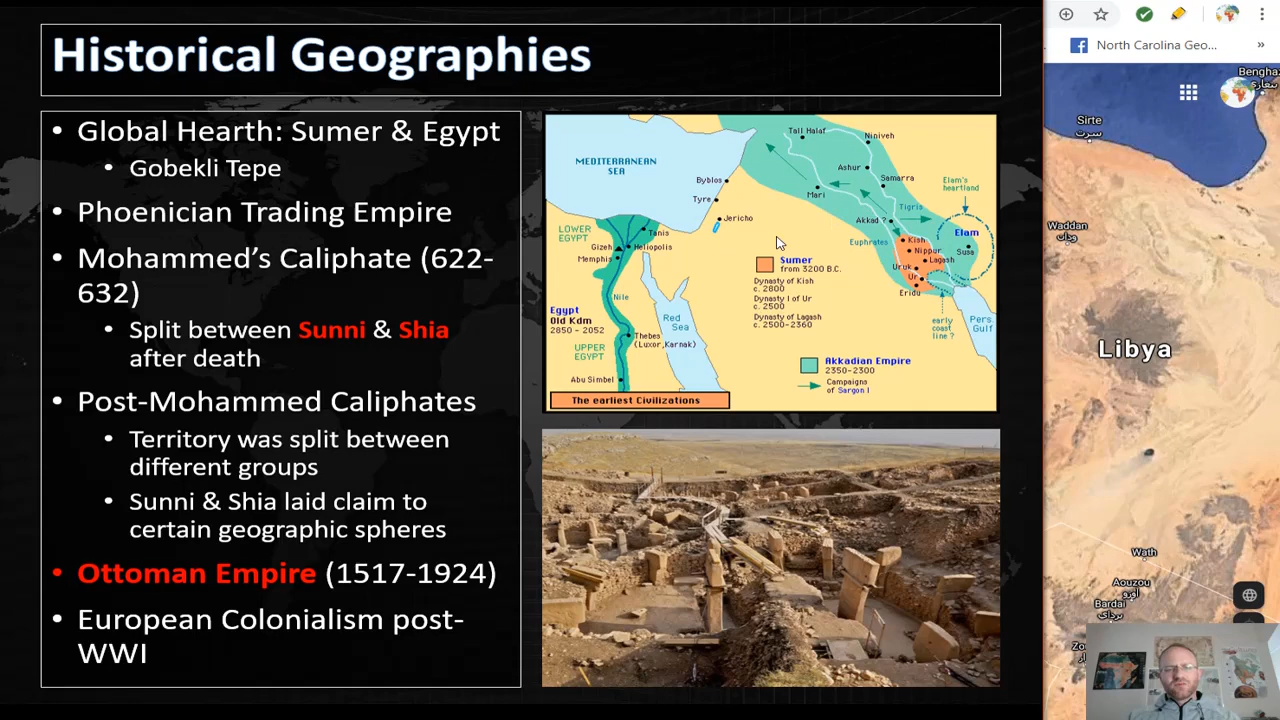 Historical Geographies
• Global Hearth: Sumer & Egypt
• Gobekli Tepe
• Phoenician Trading Empire
• Mohammed’s Caliphate (622-
632)
• Split between Sunni & Shia
after death
• Post-Mohammed Caliphates
• Territory was split between
different groups
• Sunni & Shia laid claim to
certain geographic spheres
• Ottoman Empire (1517-1924)
• European Colonialism post-
WWI
MEDITERRANEAN
SEA
Tall Halaf
Niniveh
Ashur
Samarra
Mari
Byblos
Tyre
Jericho
Elam's
heartland
Tigris
Akkad ?
Euphrates
Elam
Susa
Kish
Nippur
Lagash
Uruk
Ur
Eridu
LOWER
EGYPT
Tanis
Gizeh
Heliopolis
Memphis
Nile
Egypt
Old Kdm
2850 - 2052
UPPER
EGYPT
Thebes
(Luxor,Karnak)
Abu Simbel
Red
Sea
Sumer
from 3200 B.C.
Dynasty of Kish
c. 2800
Dynasty I of Ur
c. 2500
Dynasty of Lagash
c. 2500-2360
early
coast
line ?
Pers.
Gulf
Akkadian Empire
2350-2300
Campaigns
of Sargon I
The earliest Civilizations
North Carolina Geo...
»
Bengha
بنغازي
Sirte
سرت
Waddan
ودان
Libya
Wath
Aouzou
أوزو
Bardai
برداي